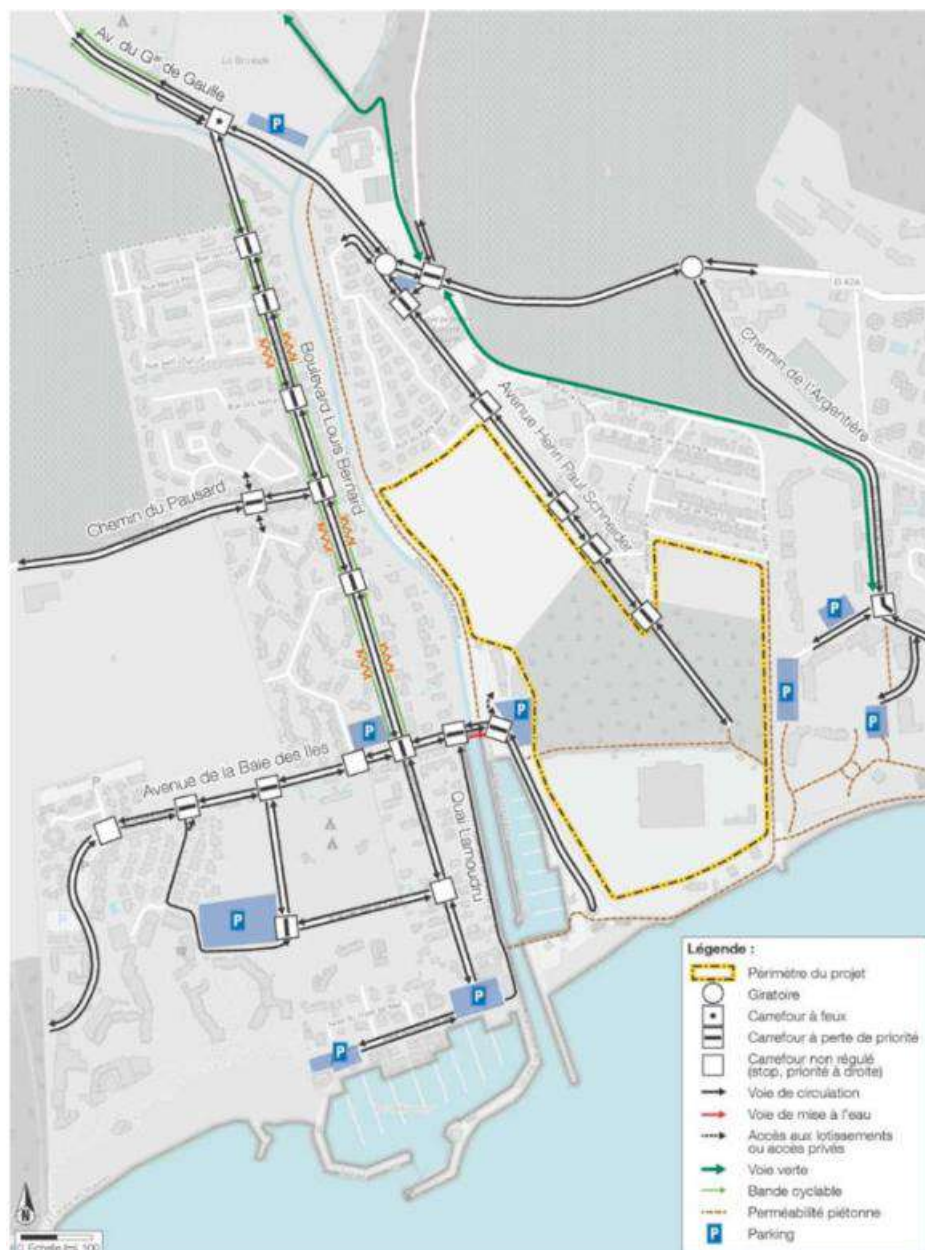 Av. du Gal de Gaulle
P
Boulevard Louis Bernard
Chemin du Pausard
Avenue Henri Paul Schneider
Chemin de l'Argantière
P
P
P
P
P
Avenue de la Baie des Iles
Quai Lamoudru
P
P
P
N
Légende :
Périmètre du projet
Giratoire
Carrefour à feux
Carrefour à perte de priorité
Carrefour non régulé
(stop, priorité à droite)
Voie de circulation
Voie de mise à l'eau
Accès aux lotissements
ou accès privés
Voie verte
Bande cyclable
Perméabilité piétonne
P Parking